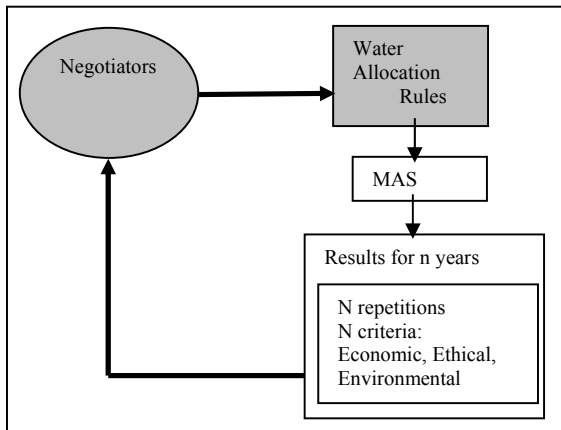 Negotiators
Water
Allocation
Rules
MAS
Results for n years
N repetitions
N criteria:
Economic, Ethical,
Environmental